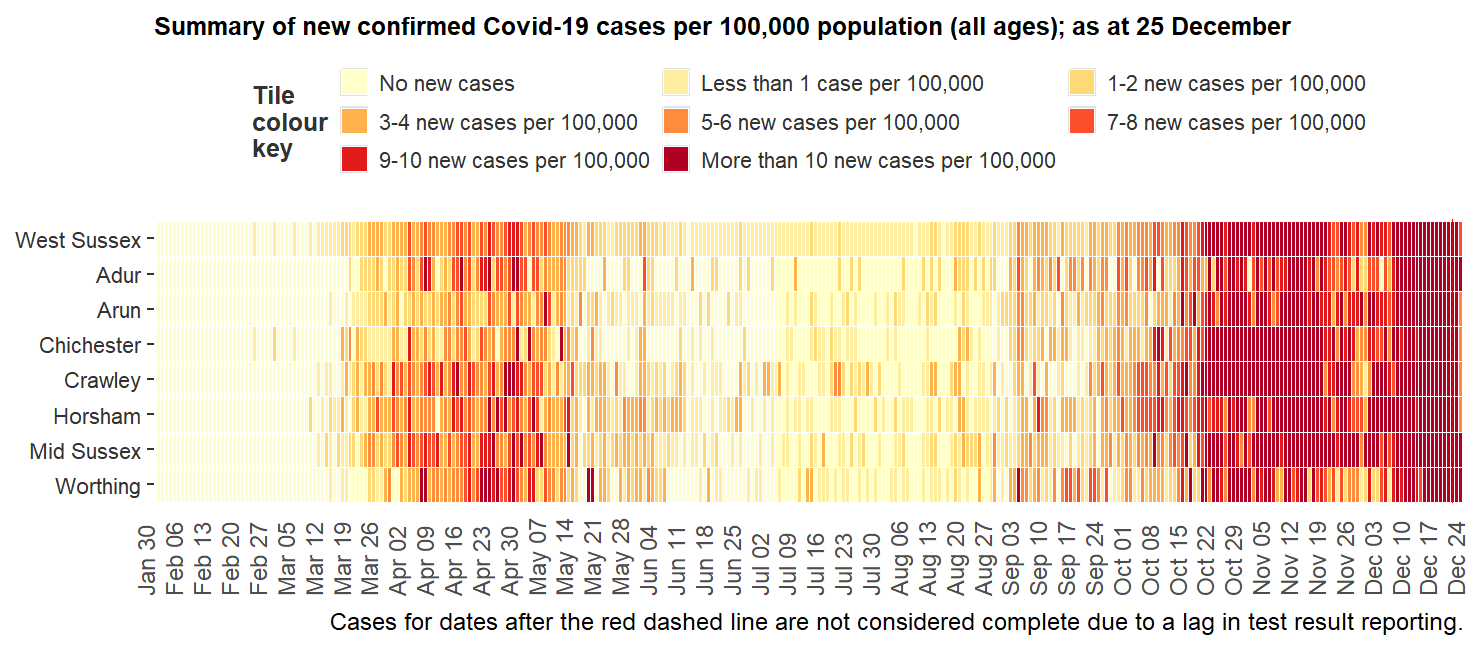 Summary of new confirmed Covid-19 cases per 100,000 population (all ages); as at 25 December
Tile colour key
No new cases
Less than 1 case per 100,000
1-2 new cases per 100,000
3-4 new cases per 100,000
5-6 new cases per 100,000
7-8 new cases per 100,000
9-10 new cases per 100,000
More than 10 new cases per 100,000
West Sussex
Adur
Arun
Chichester
Crawley
Horsham
Mid Sussex
Worthing
Jan 30
Feb 06
Feb 13
Feb 20
Feb 27
Mar 05
Mar 12
Mar 19
Mar 26
Apr 02
Apr 09
Apr 16
Apr 23
Apr 30
May 07
May 14
May 21
May 28
Jun 04
Jun 11
Jun 18
Jun 25
Jul 02
Jul 09
Jul 16
Jul 23
Jul 30
Aug 06
Aug 13
Aug 20
Aug 27
Sep 03
Sep 10
Sep 17
Sep 24
Oct 01
Oct 08
Oct 15
Oct 22
Oct 29
Nov 05
Nov 12
Nov 19
Nov 26
Dec 03
Dec 10
Dec 17
Dec 24
Cases for dates after the red dashed line are not considered complete due to a lag in test result reporting.